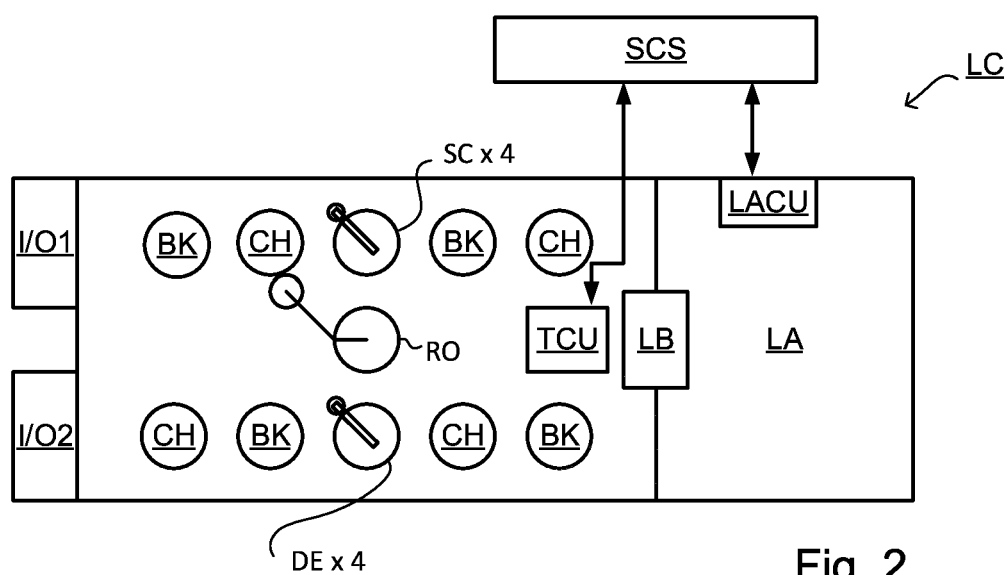 SCS
LC
SC x 4
LACU
I/O1
BK
CH
BK
CH
TCU
LB
LA
RO
I/O2
CH
BK
CH
BK
DE x 4
Fig. 2